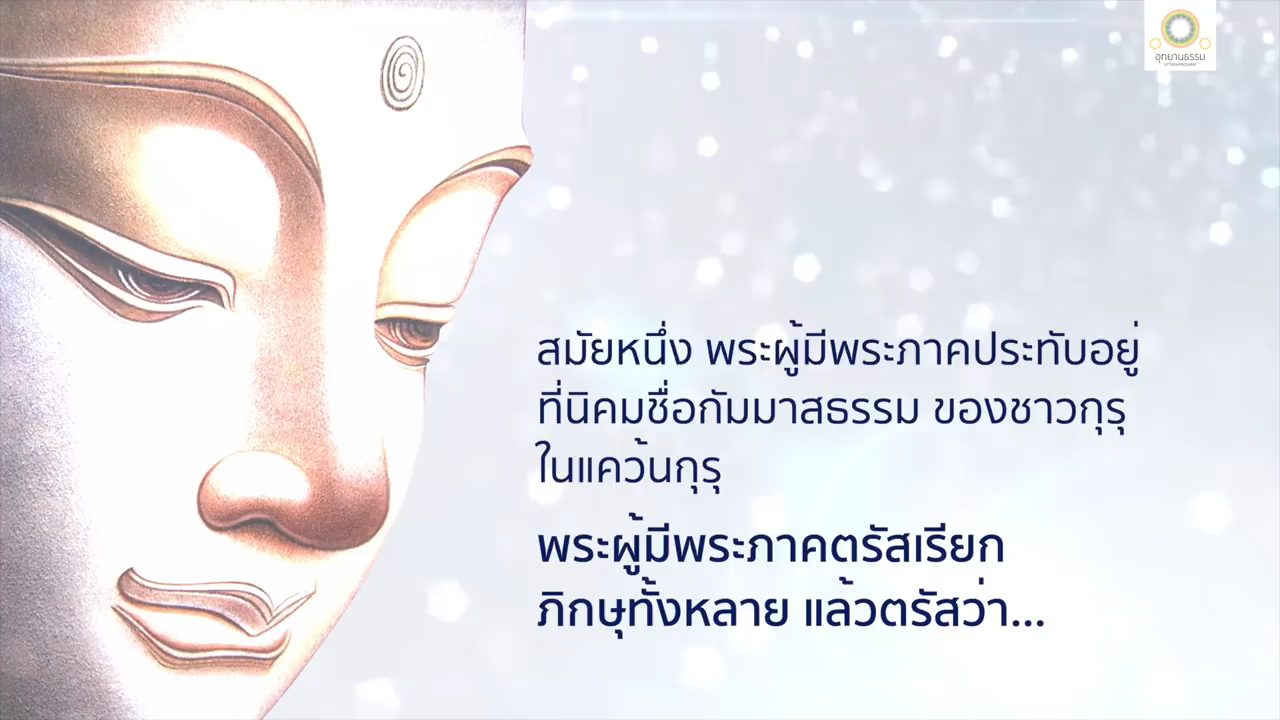 อุทยานธรรม
UTTAYARNDHAM
สมัยหนึ่ง พระผู้มีพระภาคประทับอยู่
ที่นิคมชื่อกัมมาสธรรม ของชาวกุรุ
ในแคว้นกุรุ
พระผู้มีพระภาคตรัสเรียก
ภิกษุทั้งหลาย แล้วตรัสว่า...